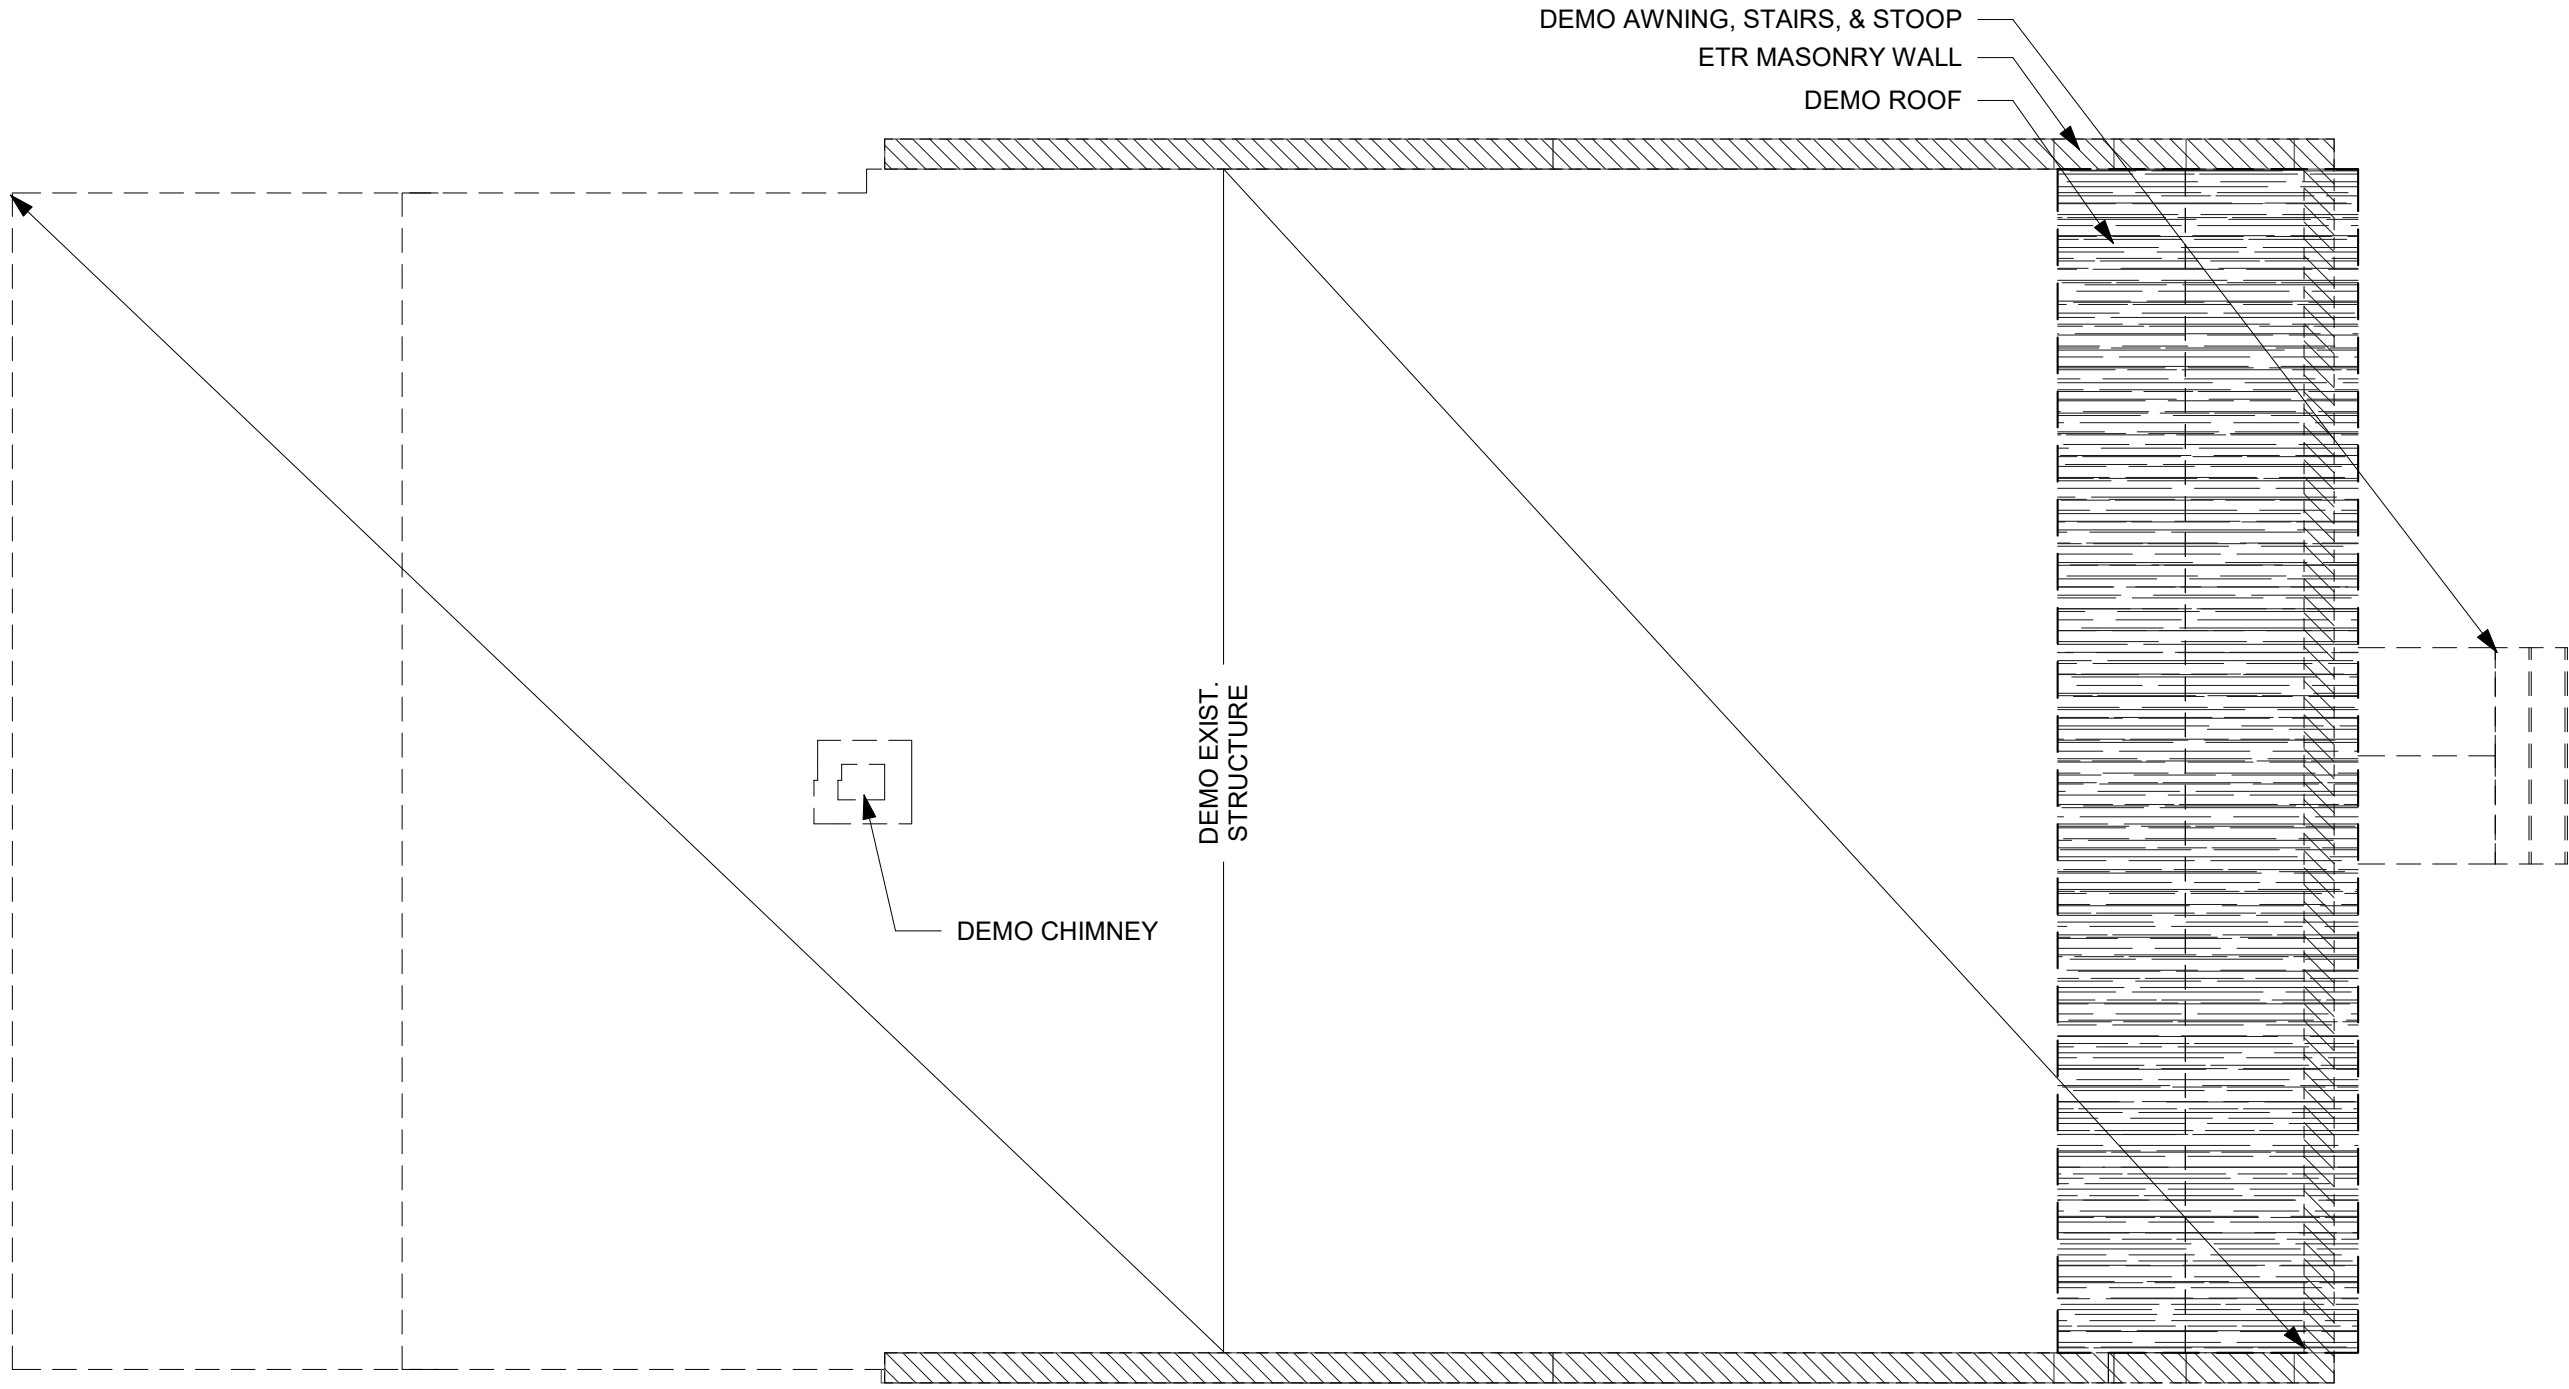 DEMO AWNING, STAIRS, & STOOP
ETR MASONRY WALL
DEMO ROOF
DEMO EXIST.
STRUCTURE
DEMO CHIMNEY